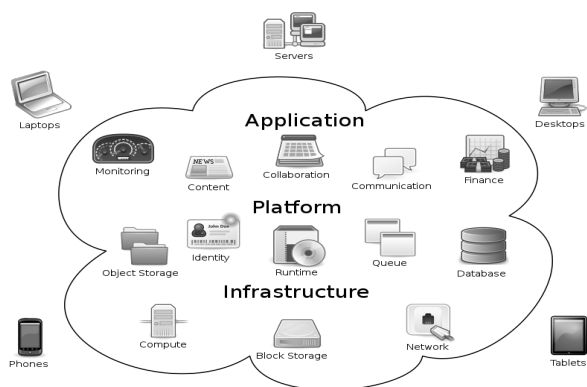 Servers
Laptops
Desktops
Application
Monitoring
NEWS
Content
Collaboration
Communication
Finance
Platform
John Doe
Object Storage
Identity
Runtime
Queue
Database
Infrastructure
Compute
Block Storage
Network
Phones
Tablets